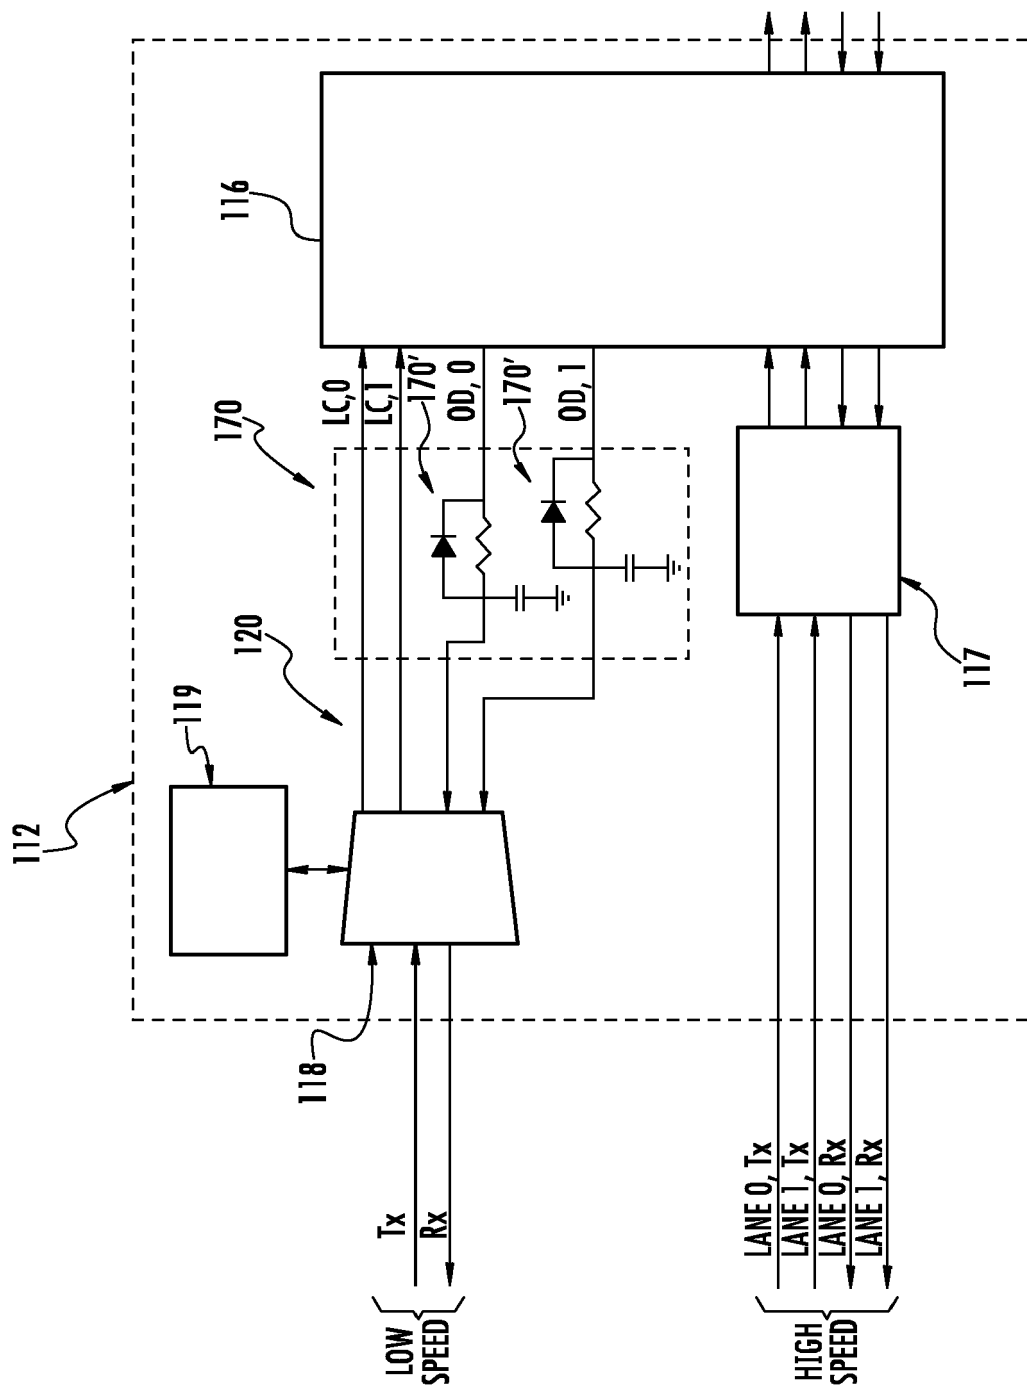 112
119
120
170
116
LC,0
LC,1
170'
OD, 0
170'
OD, 1
118
117
Tx
Rx
LOW
SPEED
LANE 0, Tx
LANE 1, Tx
LANE 0, Rx
LANE 1, Rx
HIGH
SPEED